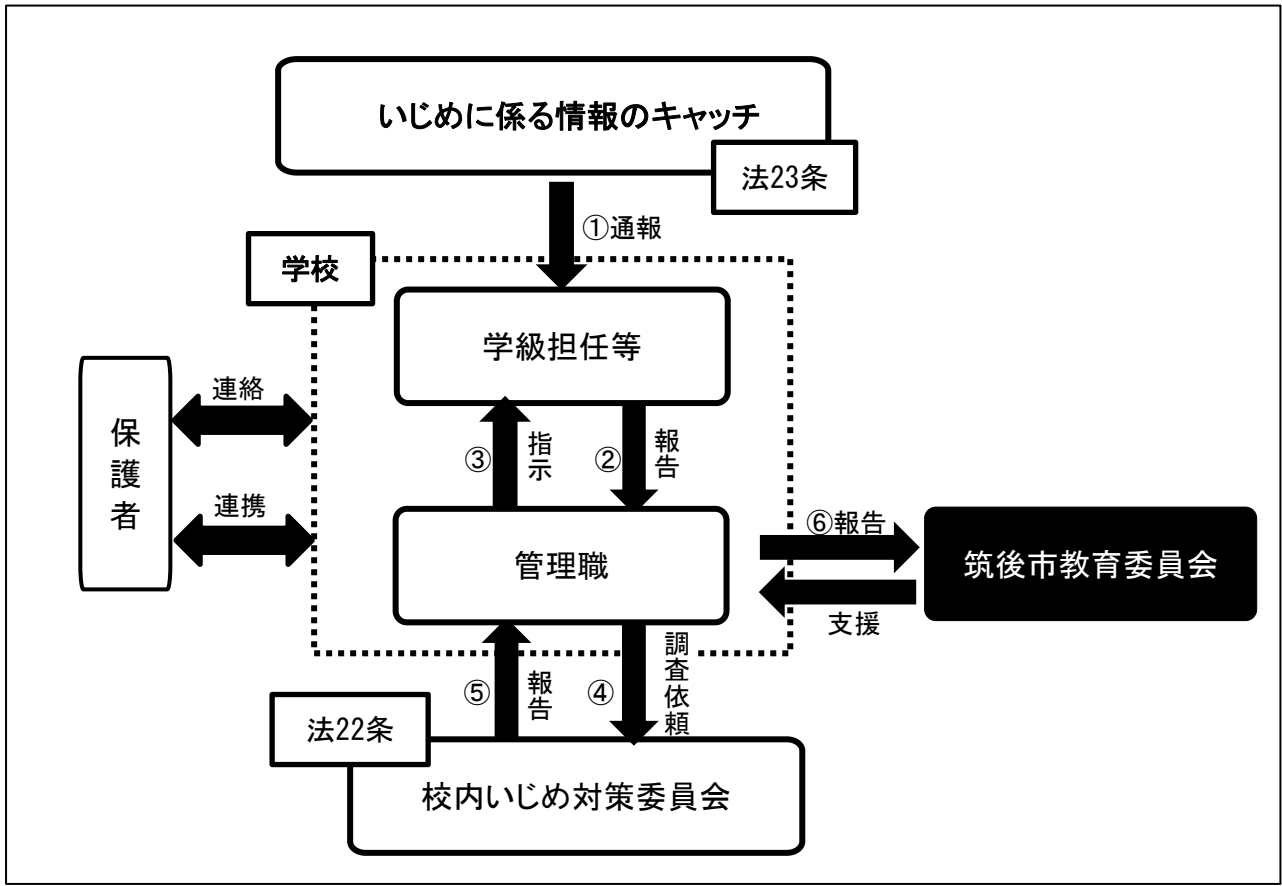 いじめに係る情報のキャッチ
法23条
①通報
学校
学級担任等
保護者
連絡
連携
③
指示
②
報告
管理職
⑥報告
支援
筑後市教育委員会
⑤
報告
④
調査依頼
法22条
校内いじめ対策委員会